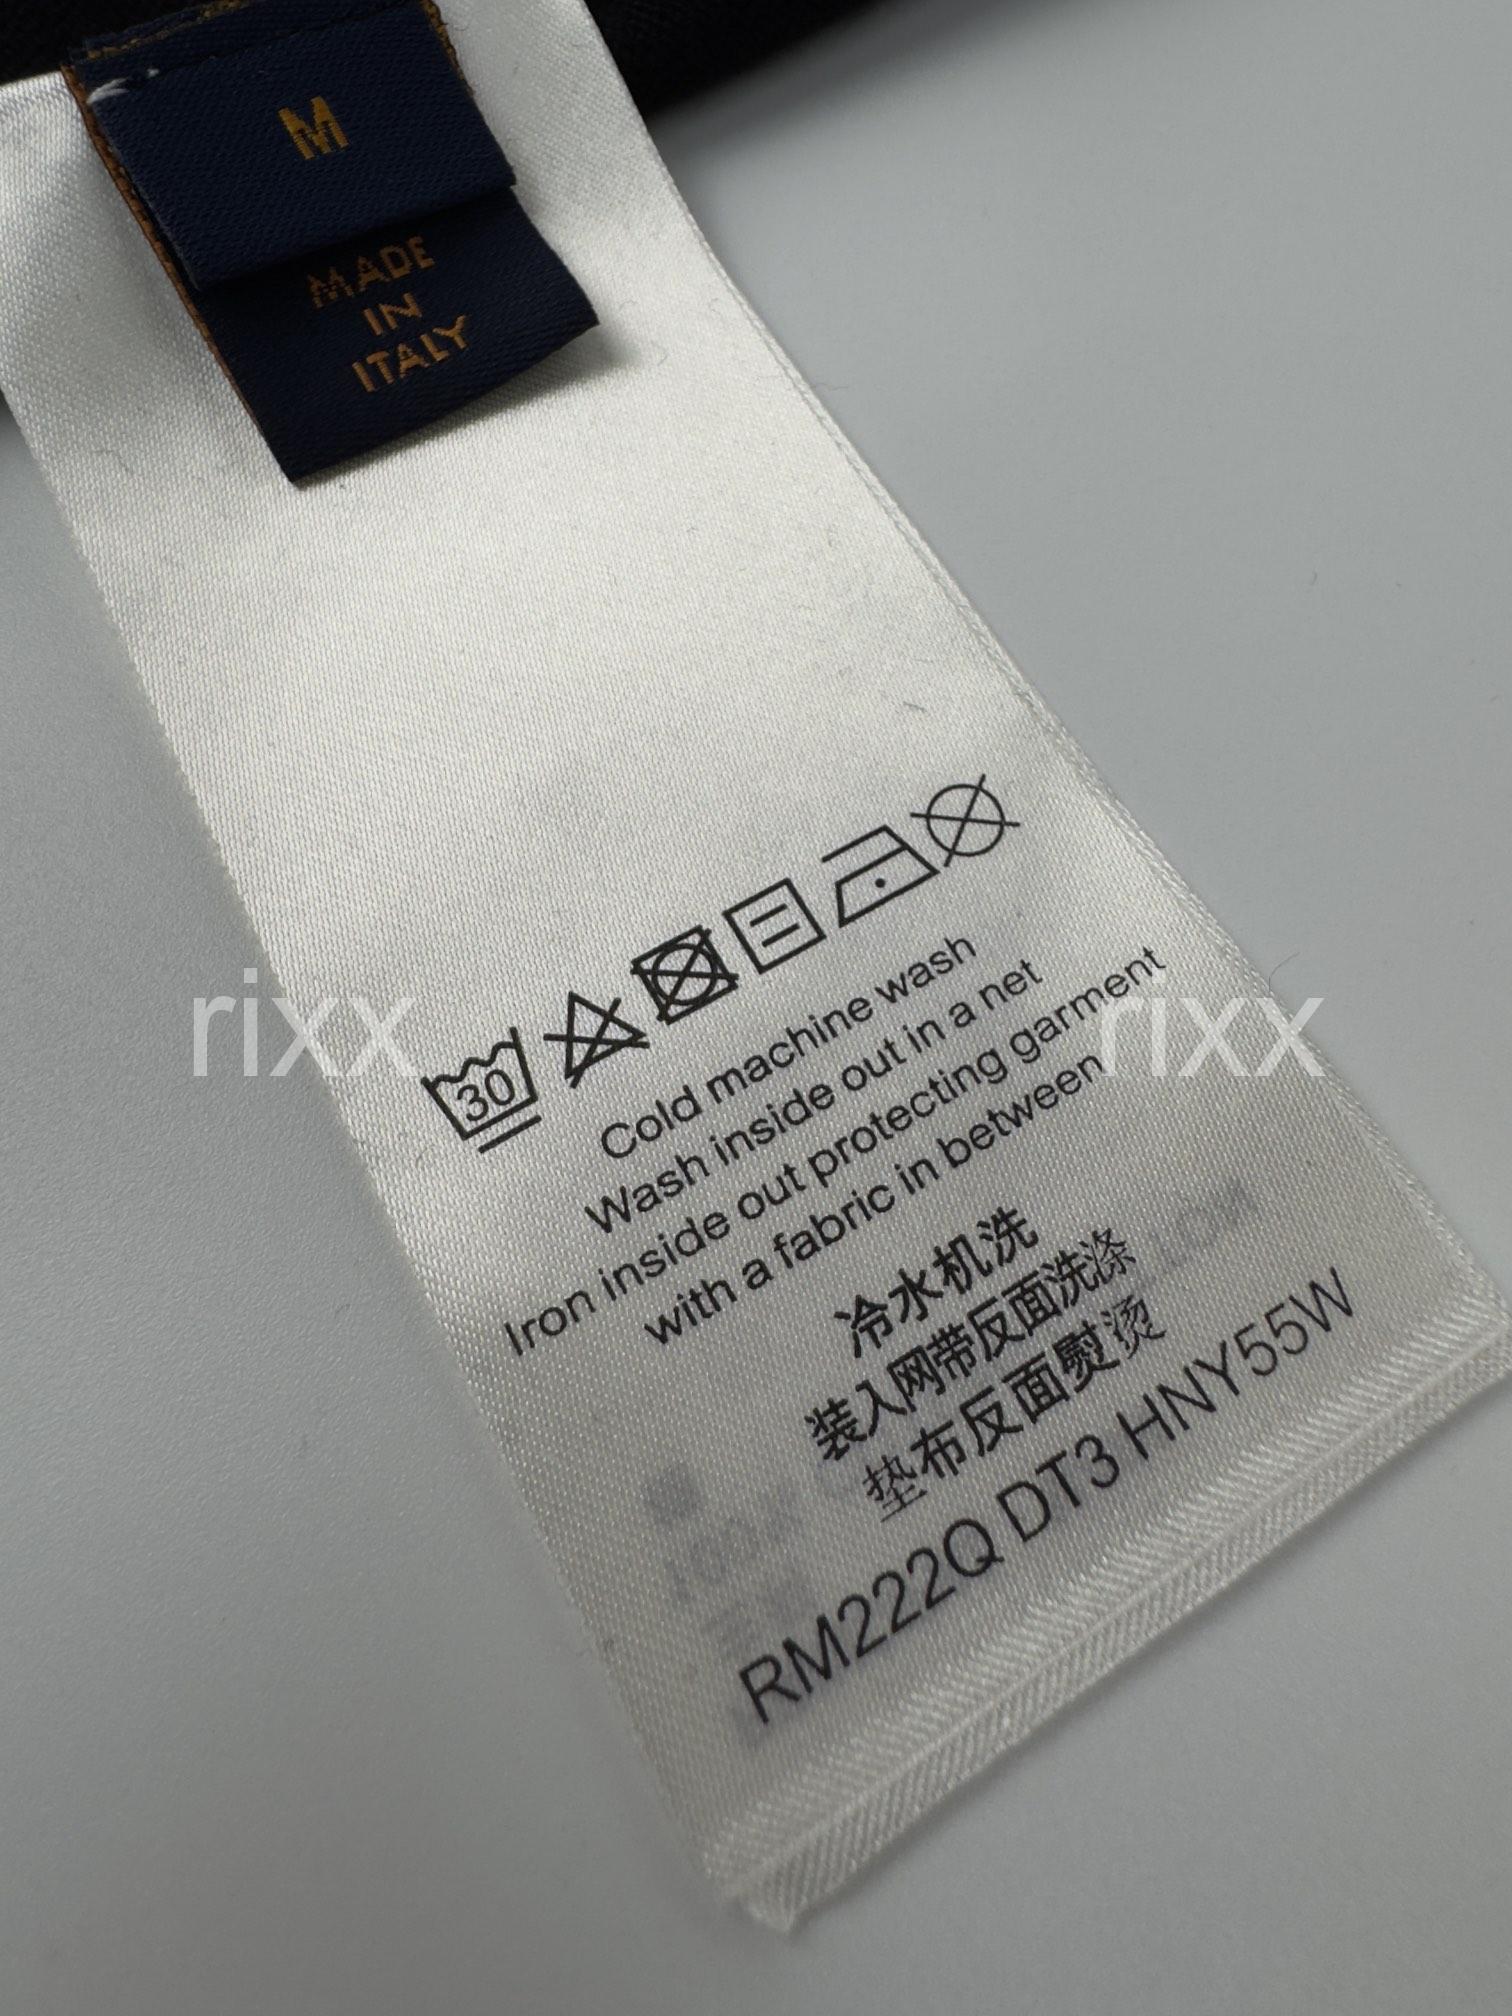 M
MADE
IN
ITALY
30
Cold machine wash
Wash inside out in a net
Iron inside out protecting garment
with a fabric in between
冷水机洗
装入网带反面洗涤
垫布反面熨烫
RM222Q DT3 HNY55W
rixx
rixx